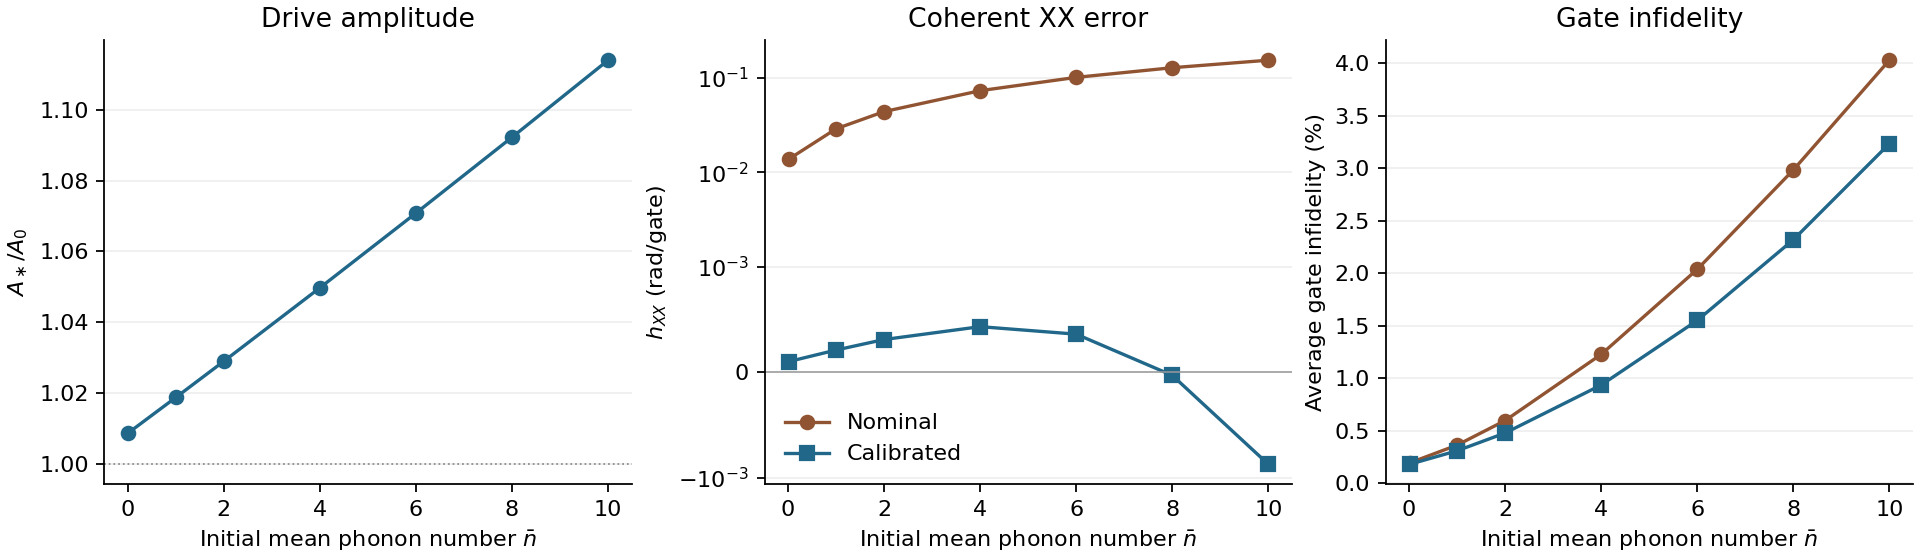 Drive amplitude
A∗/A₀
1.10
1.08
1.06
1.04
1.02
1.00
0 2 4 6 8 10
Initial mean phonon number n̄
Coherent XX error
h_XX (rad/gate)
10⁻¹
10⁻²
10⁻³
0
−10⁻³
Nominal
Calibrated
0 2 4 6 8 10
Initial mean phonon number n̄
Gate infidelity
Average gate infidelity (%)
4.0
3.5
3.0
2.5
2.0
1.5
1.0
0.5
0.0
0 2 4 6 8 10
Initial mean phonon number n̄